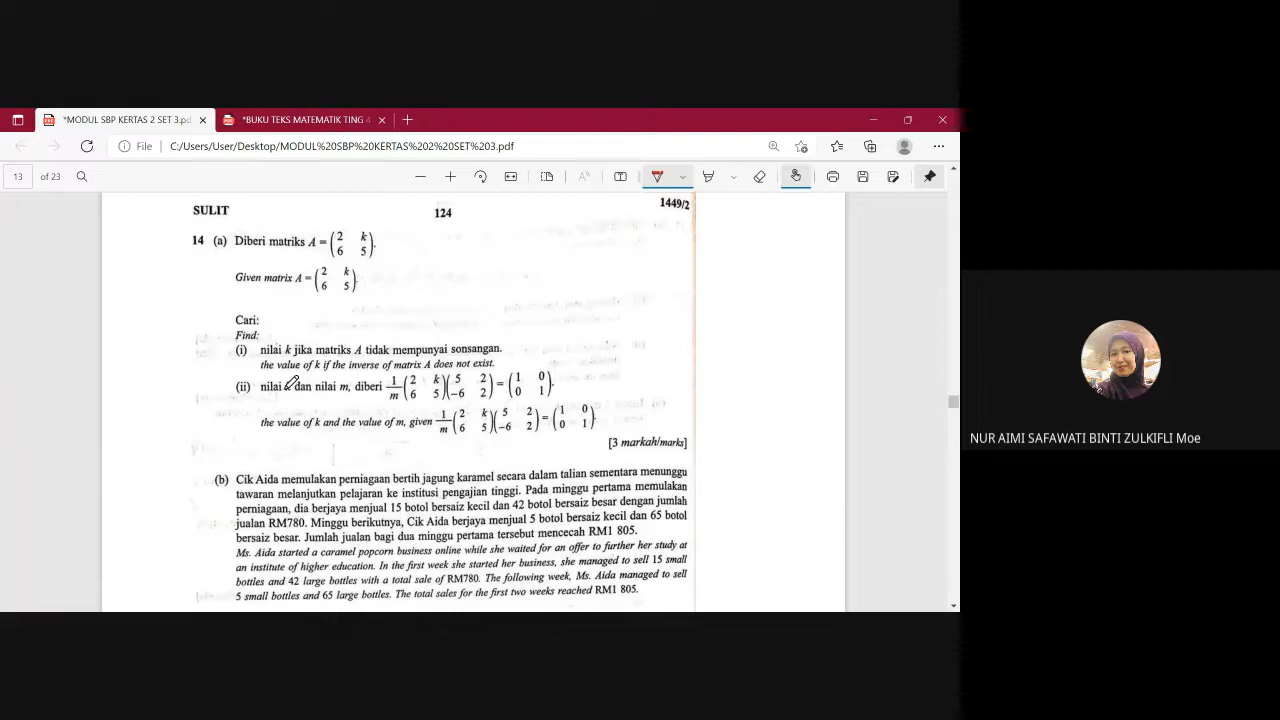 *MODUL SBP KERTAS 2 SET 3.pd
*BUKU TEKS MATEMATIK TING 4
File
C:/Users/User/Desktop/MODUL%20SBP%20KERTAS%202%20SET%203.pdf
13 of 23
SULIT 124 1449/2
14 (a) Diberi matriks A = (2 k
6 5).
Given matrix A = (2 k
6 5).
Cari:
Find:
(i) nilai k jika matriks A tidak mempunyai sonsangan.
the value of k if the inverse of matrix A does not exist.
(ii) nilai dan nilai m, diberi 1/m (2 k
6 5)(5 2
-6 2) = (1 0
0 1).
the value of k and the value of m, given 1/m (2 k
6 5)(5 2
-6 2) = (1 0
0 1).
[3 markah/marks]
(b) Cik Aida memulakan perniagaan bertih jagung karamel secara dalam talian sementara menunggu
tawaran melanjutkan pelajaran ke institusi pengajian tinggi. Pada minggu pertama memulakan
perniagaan, dia berjaya menjual 15 botol bersaiz kecil dan 42 botol bersaiz besar dengan jumlah
jualan RM780. Minggu berikutnya, Cik Aida berjaya menjual 5 botol bersaiz kecil dan 65 botol
bersaiz besar. Jumlah jualan bagi dua minggu pertama tersebut mencecah RM1 805.
Ms. Aida started a caramel popcorn business online while she waited for an offer to further her study at
an institute of higher education. In the first week she started her business, she managed to sell 15 small
bottles and 42 large bottles with a total sale of RM780. The following week, Ms. Aida managed to sell
5 small bottles and 65 large bottles. The total sales for the first two weeks reached RM1 805.
NUR AIMI SAFAWATI BINTI ZULKIFLI Moe